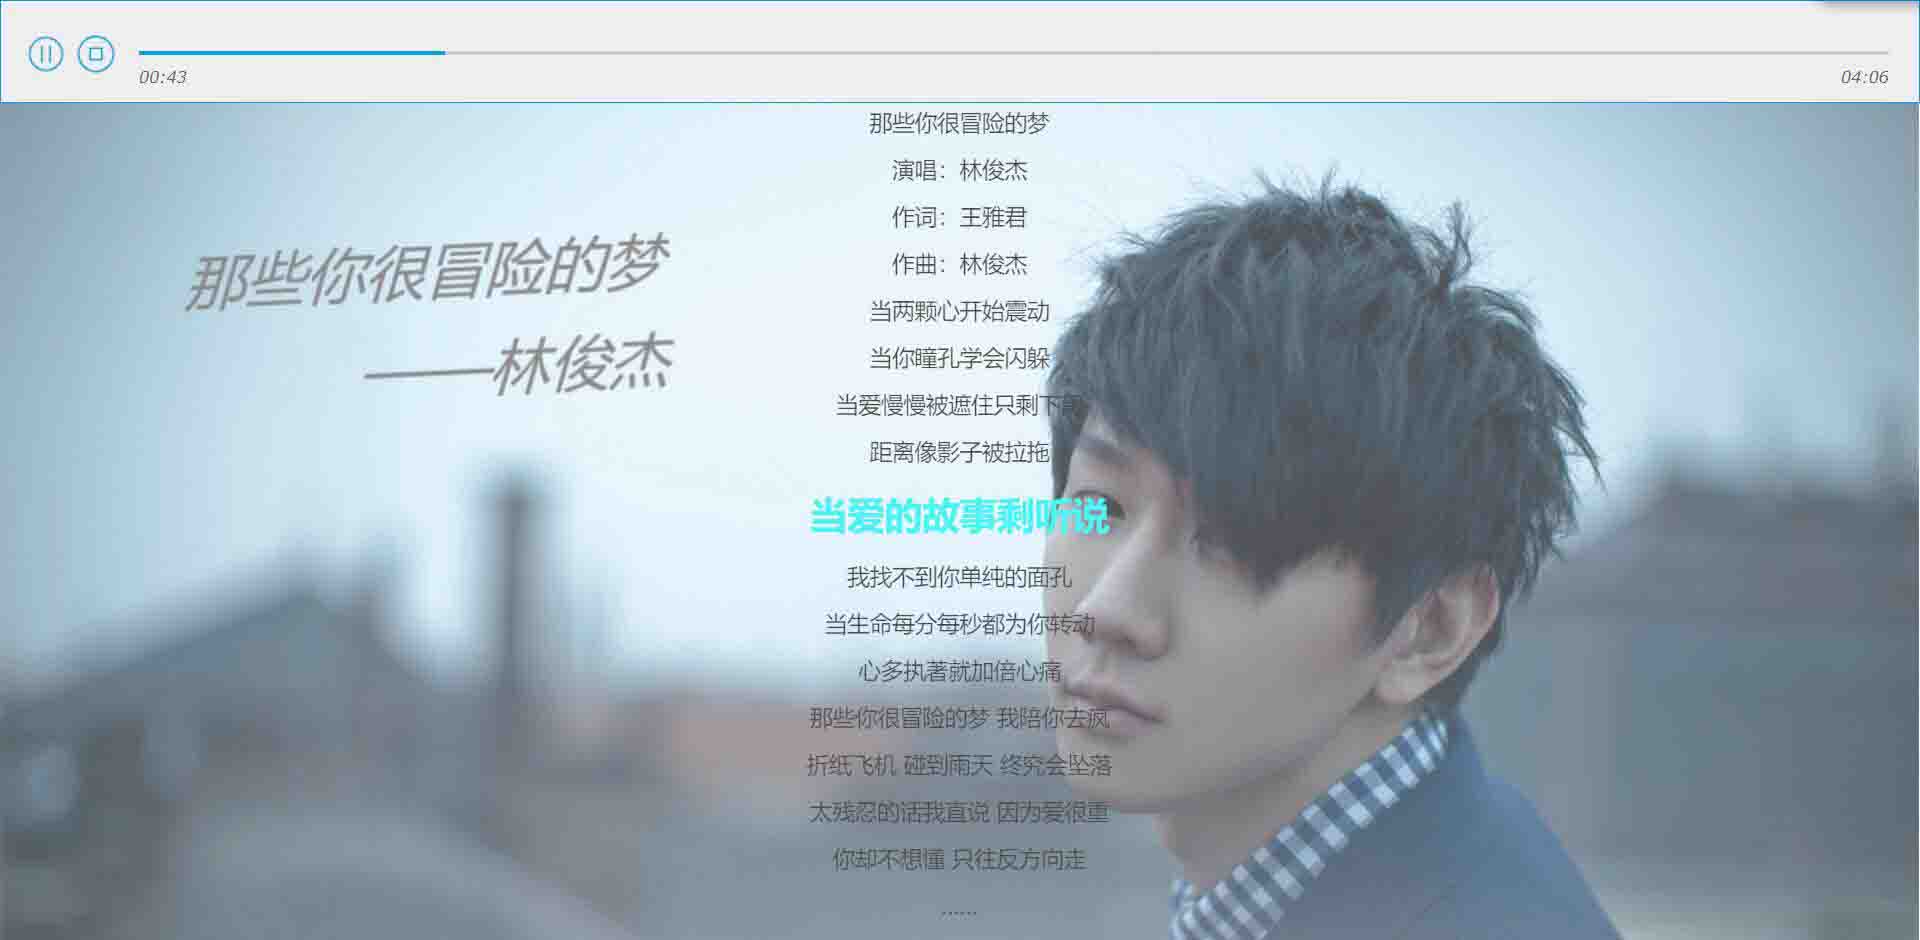 00:43
04:06
那些你很冒险的梦
——林俊杰
那些你很冒险的梦
演唱：林俊杰
作词：王雅君
作曲：林俊杰
当两颗心开始震动
当你瞳孔学会闪躲
当爱慢慢被遮住只剩下
距离像影子被拉拖
当爱的故事剩听说
我找不到你单纯的面孔
当生命每分每秒都为你转动
心多执著就加倍心痛
那些你很冒险的梦 我陪你去疯
折纸飞机 碰到雨天 终究会坠落
太残忍的话我直说 因为爱很重
你却不想懂 只往反方向走
......